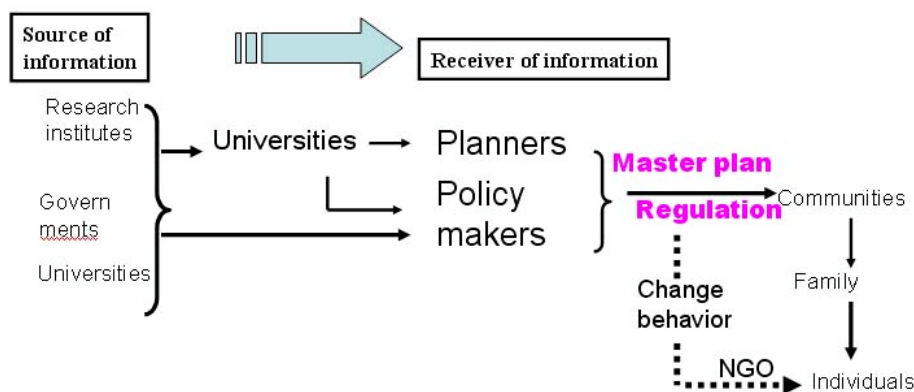 Source of
information
Receiver of information
Research
institutes
Govern
ments
Universities
Universities
Planners
Policy
makers
Master plan
Regulation
Communities
Family
Individuals
Change
behavior
NGO